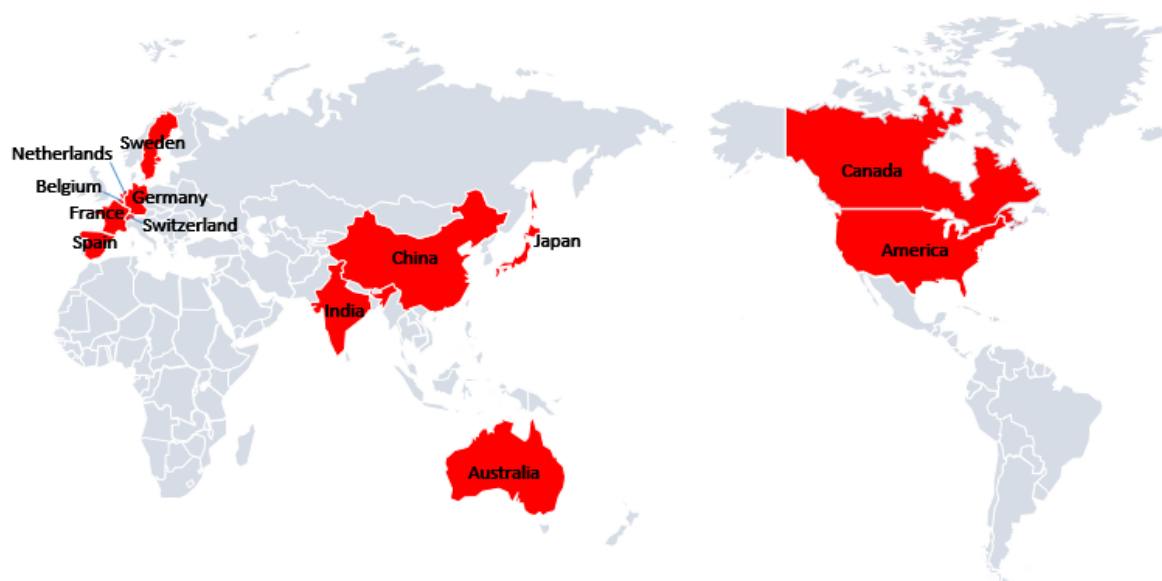 Sweden
Netherlands
Belgium
Germany
France
Switzerland
Spain
China
Japan
India
Australia
Canada
America